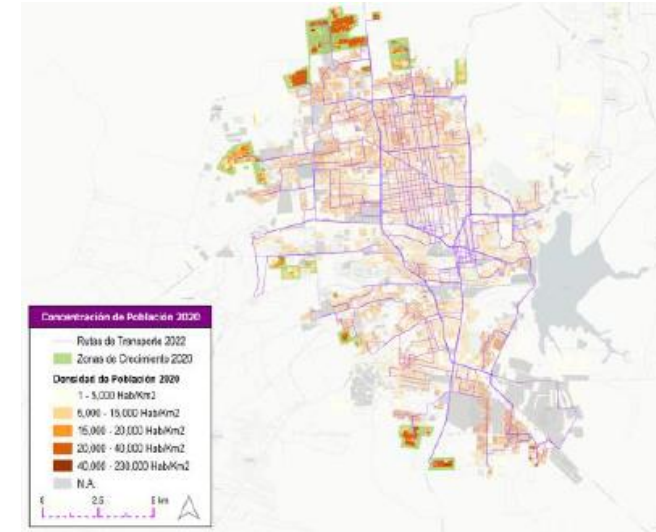 Concentración de Población 2020
Rutas de Transporte 2022
Zonas de Crecimiento 2020
Densidad de Población 2020
1 - 5,000 Hab/Km2
5,000 - 15,000 Hab/Km2
15,000 - 20,000 Hab/Km2
20,000 - 40,000 Hab/Km2
40,000 - 230,000 Hab/Km2
N.A.
0 2.5 5 km